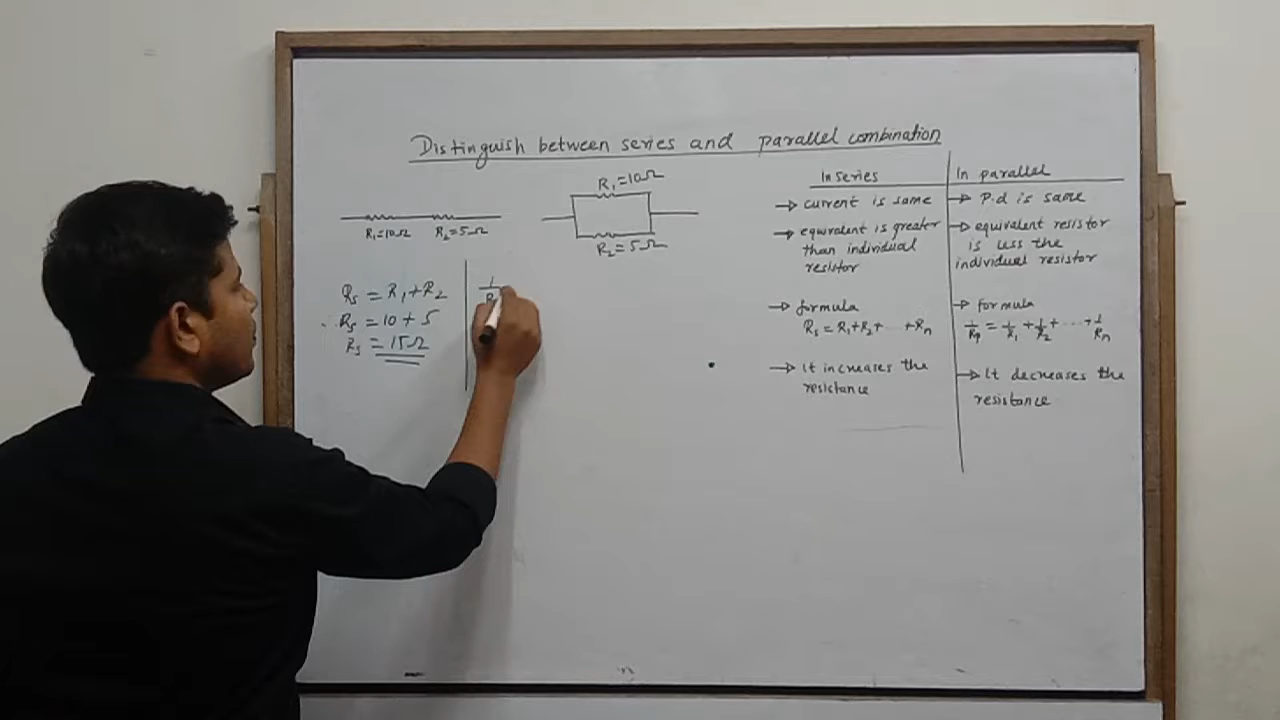 Distinguish between series and parallel combination
R₁=10Ω R₂=5Ω
R₁=10Ω
R₂=5Ω
Rs = R₁+R₂
∴ Rs = 10 + 5
Rs = 15Ω
1
R
In series
→ current is same
→ equivalent is greater
than individual
resistor
→ formula
Rs = R₁+R₂+ ... +Rn
→ It increases the
resistance
In parallel
→ P.d is same
→ equivalent resistor
is less the
individual resistor
→ formula
1/Rp = 1/R₁ + 1/R₂ + ... + 1/Rn
→ It decreases the
resistance